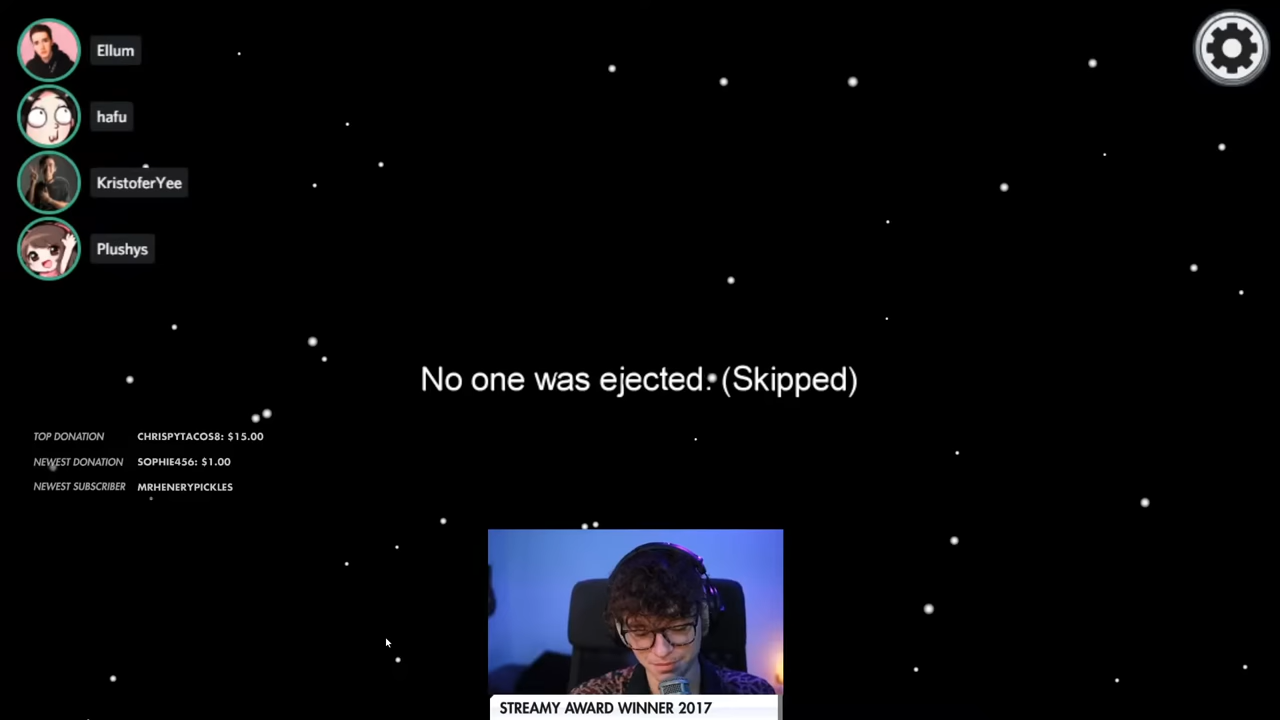 Ellum
hafu
KristoferYee
Plushys
No one was ejected. (Skipped)
TOP DONATION CHRISPYTACOS8: $15.00
NEWEST DONATION SOPHIE456: $1.00
NEWEST SUBSCRIBER MRHENERYPICKLES
STREAMY AWARD WINNER 2017